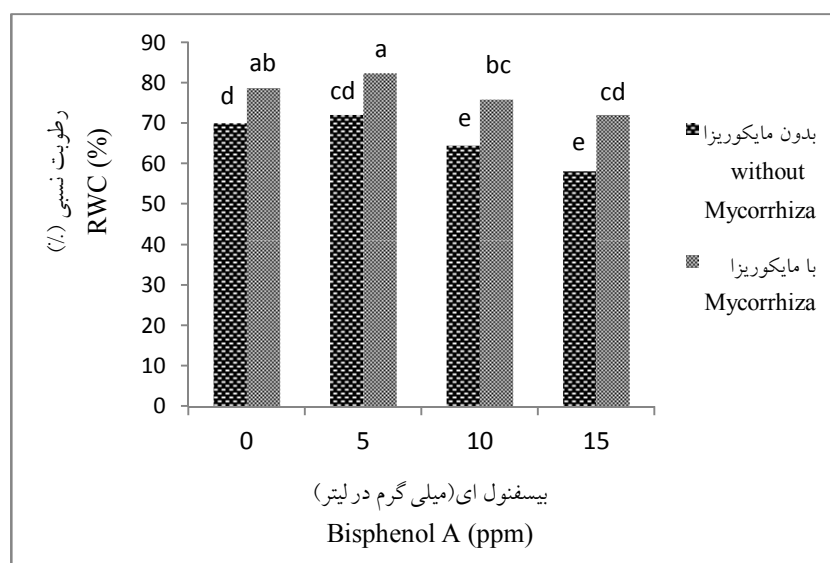 90
80
70
60
50
40
30
20
10
0
رطوبت نسبی (٪)
RWC (%)
d
ab
cd
a
e
bc
e
cd
0
5
10
15
بیسفنول ای(میلی گرم در لیتر)
Bisphenol A (ppm)
بدون مایکوریزا
without
Mycorrhiza
با مایکوریزا
Mycorrhiza